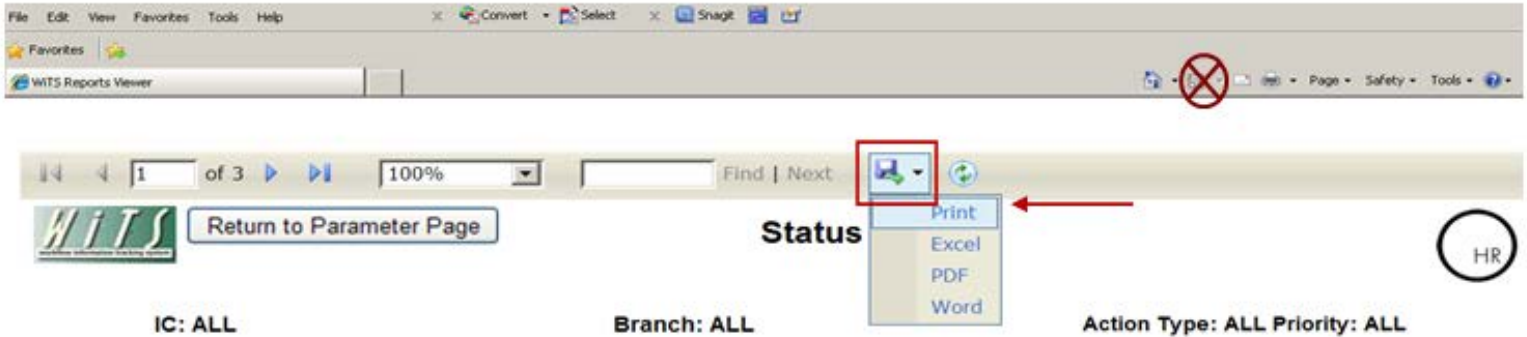 File Edit View Favorites Tools Help Convert Select Snagit
Favorites
WiTS Reports Viewer Page Safety Tools
1 of 3 100% Find | Next
WiTS Return to Parameter Page Status Print
Excel
HR
PDF
Word
IC: ALL Branch: ALL Action Type: ALL Priority: ALL